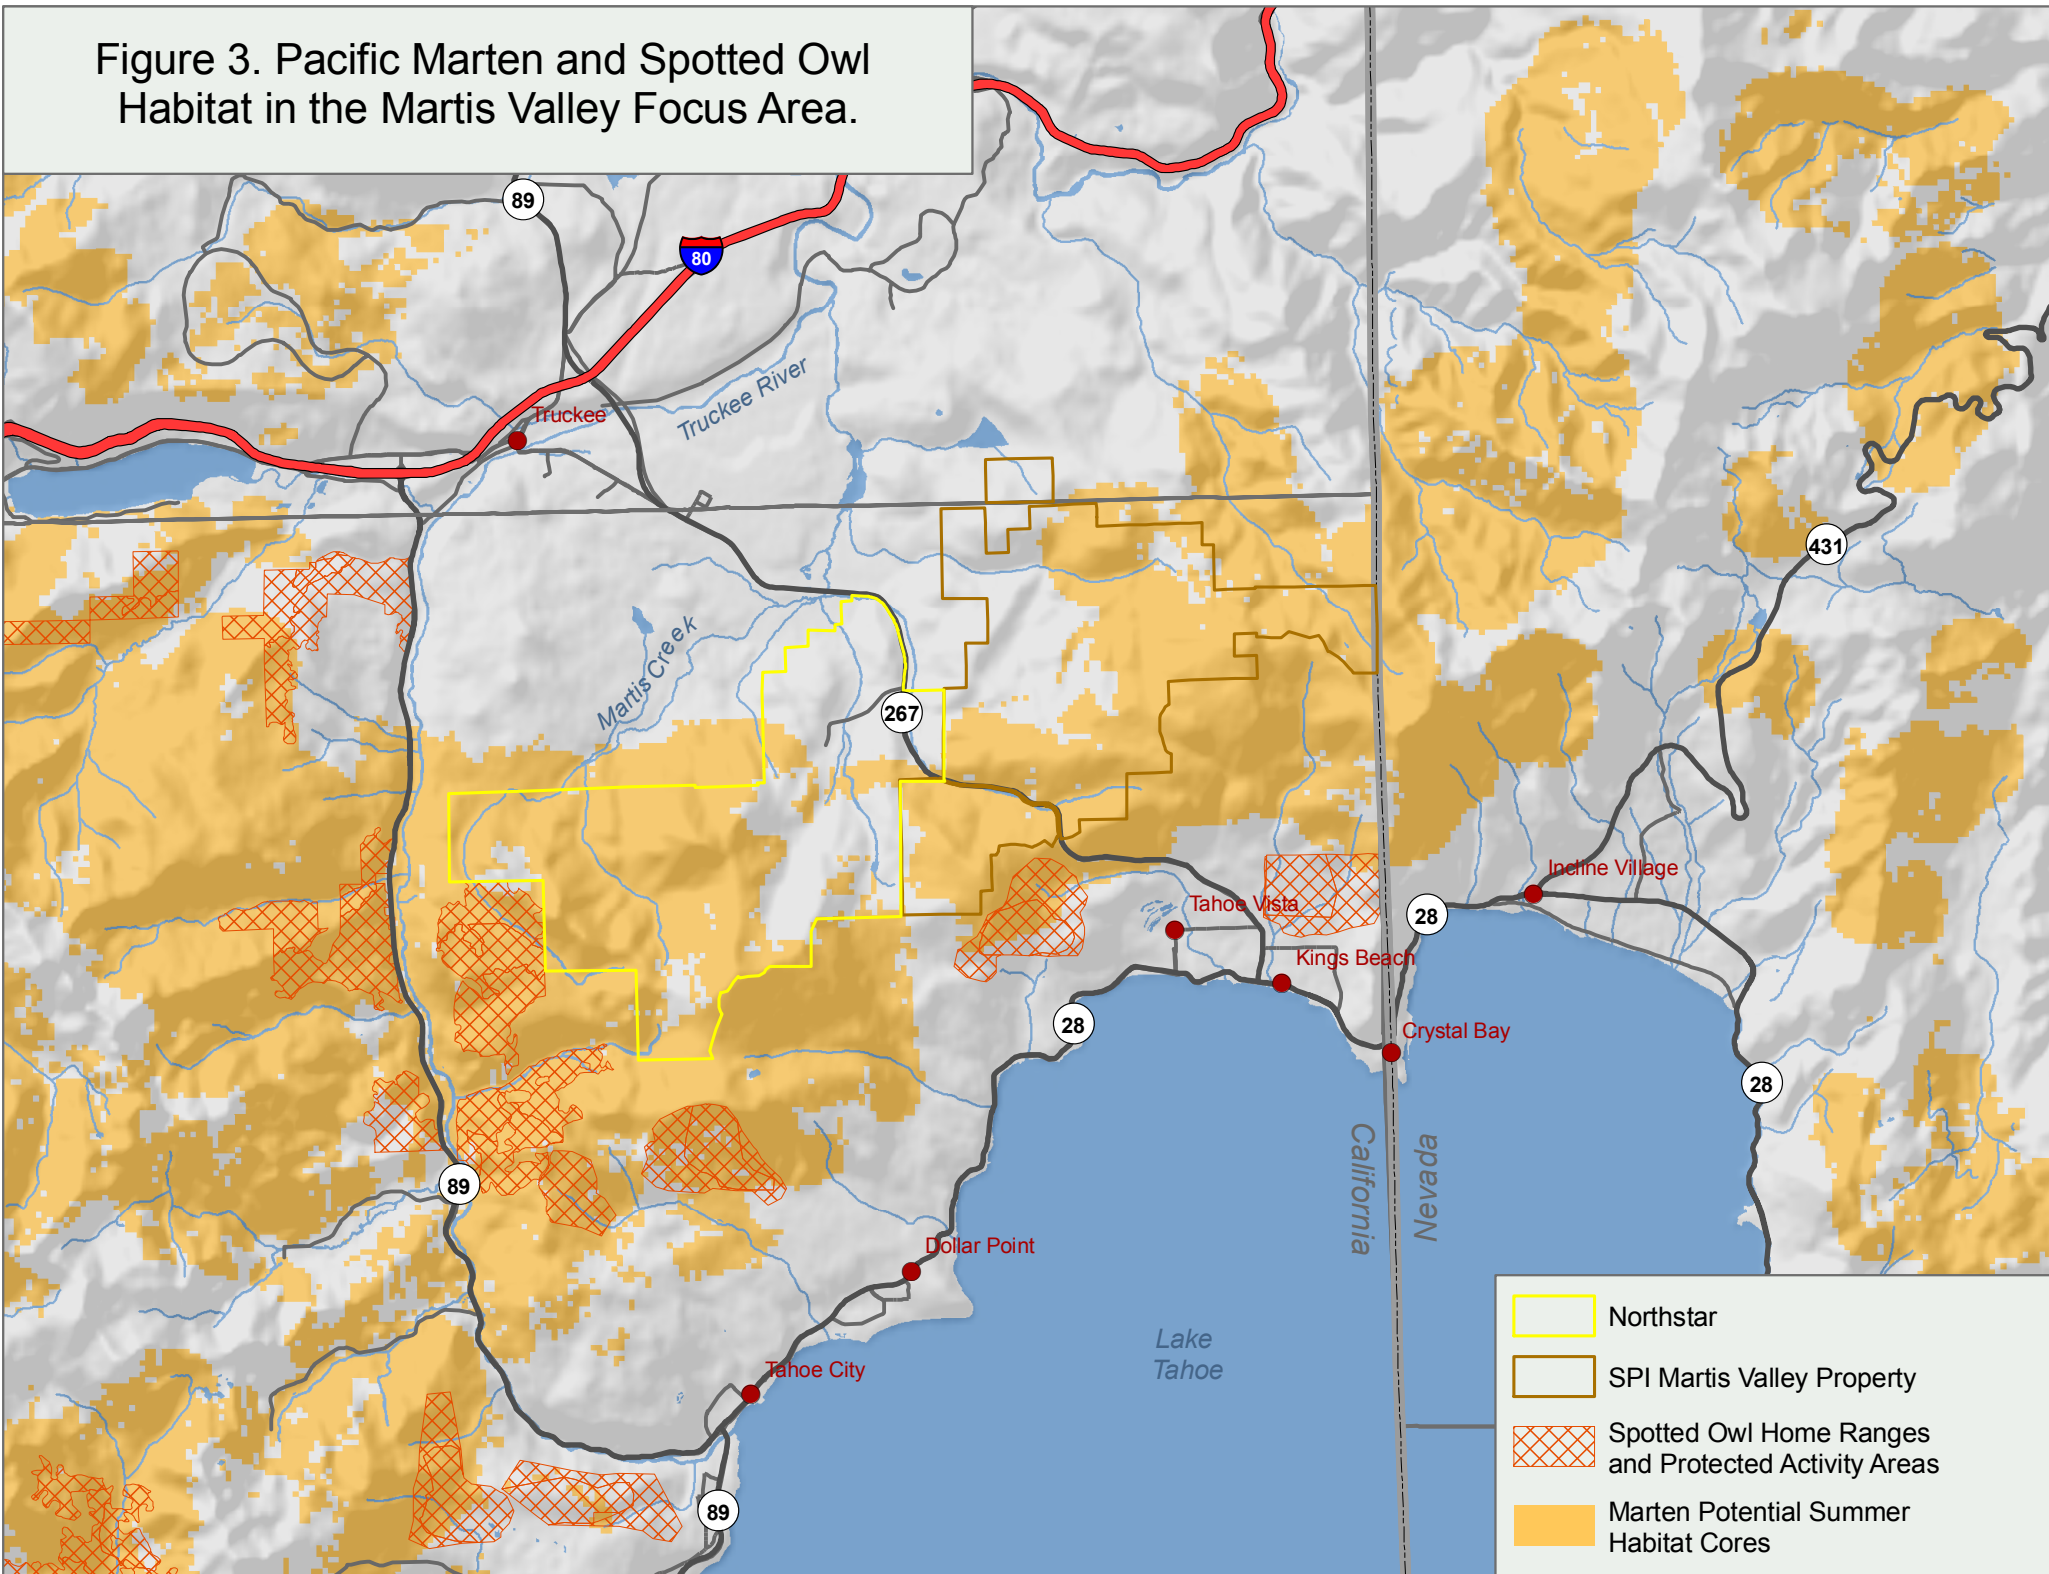 Figure 3. Pacific Marten and Spotted Owl
Habitat in the Martis Valley Focus Area.
89
80
Truckee
Truckee River
431
Martis Creek
267
Incline Village
Tahoe Vista
28
Kings Beach
28
Crystal Bay
28
California
Nevada
89
Dollar Point
Lake
Tahoe
Tahoe City
89
Northstar
SPI Martis Valley Property
Spotted Owl Home Ranges
and Protected Activity Areas
Marten Potential Summer
Habitat Cores